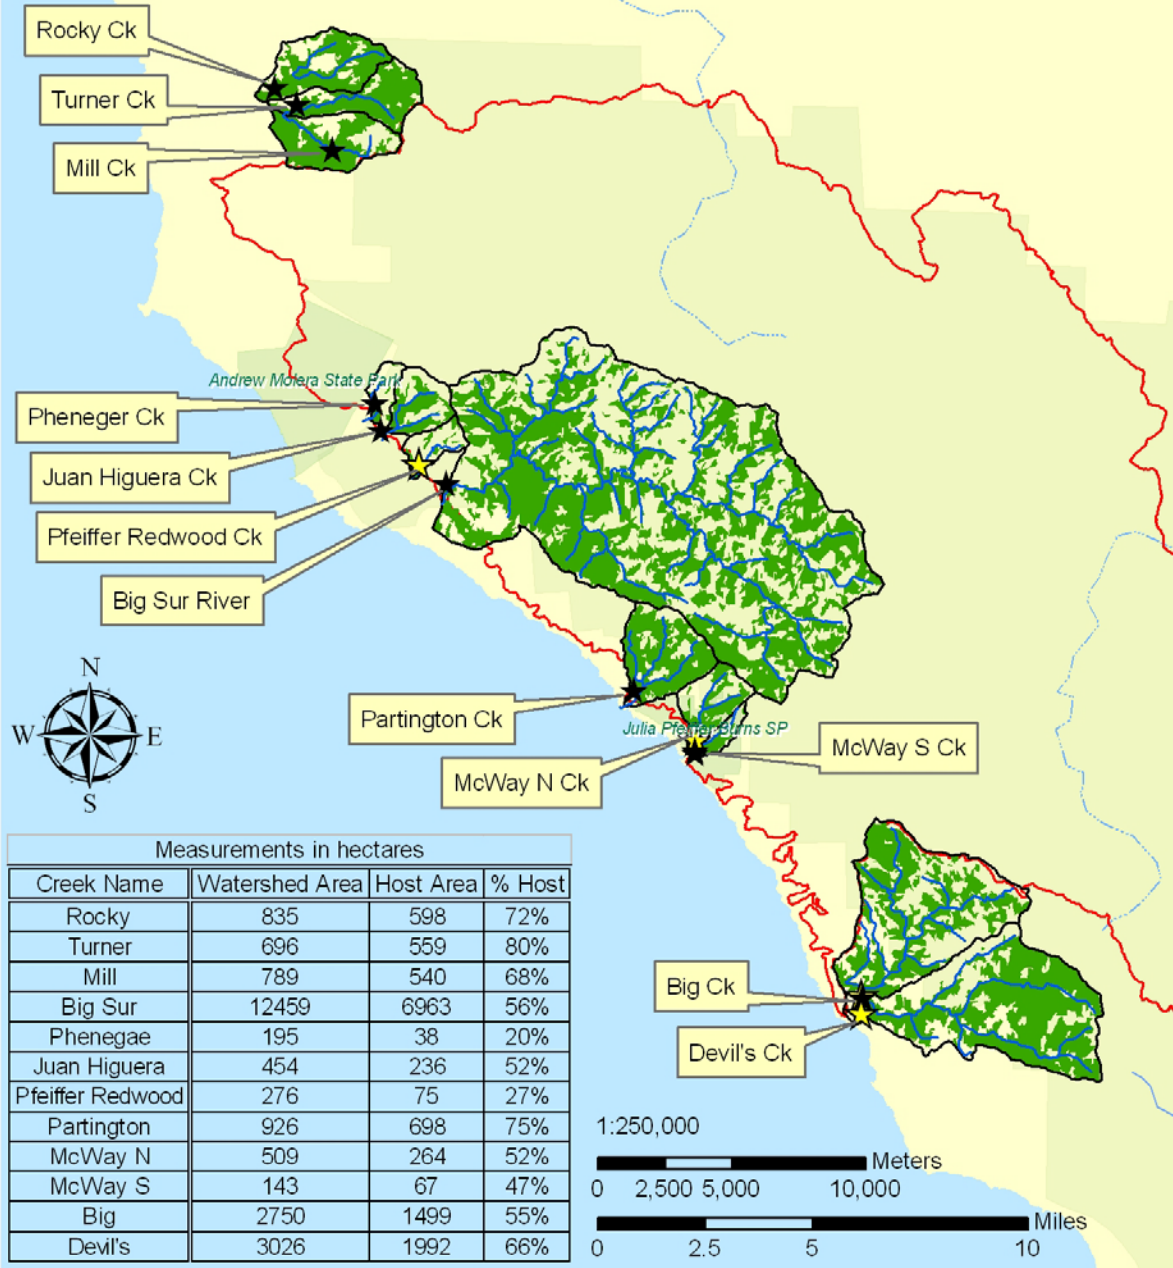 Rocky Ck
Turner Ck
Mill Ck
Andrew Molera State Park
Pheneger Ck
Juan Higuera Ck
Pfeiffer Redwood Ck
Big Sur River
N
W E
S
Partington Ck
Julia Pfeiffer Burns SP
McWay S Ck
McWay N Ck
Big Ck
Devil's Ck
Measurements in hectares
Creek Name Watershed Area Host Area % Host
Rocky 835 598 72%
Turner 696 559 80%
Mill 789 540 68%
Big Sur 12459 6963 56%
Phenegae 195 38 20%
Juan Higuera 454 236 52%
Pfeiffer Redwood 276 75 27%
Partington 926 698 75%
McWay N 509 264 52%
McWay S 143 67 47%
Big 2750 1499 55%
Devil's 3026 1992 66%
1:250,000
Meters
0 2,500 5,000 10,000
Miles
0 2.5 5 10